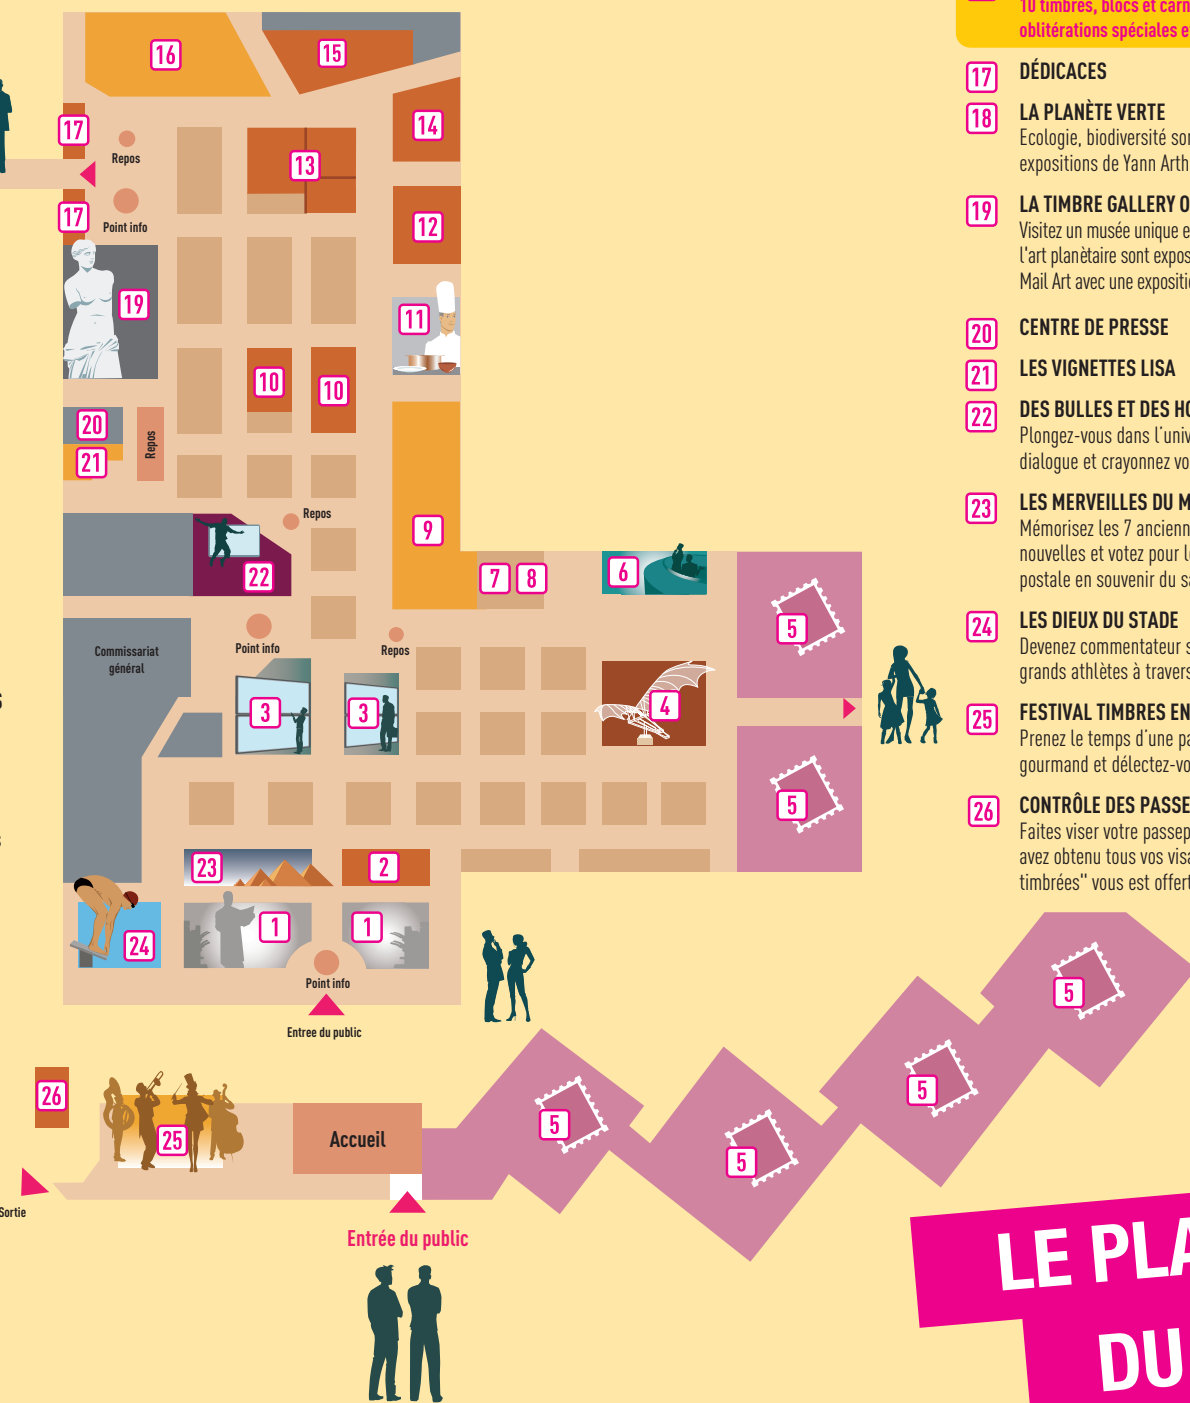 16
15
17
14
Repos
13
17
Point info
12
19
11
10
10
20
21
Repos
9
Repos
22
7
8
6
5
Point info
Repos
Commissariat
général
3
3
4
5
23
2
24
1
1
Point info
Entree du public
5
5
5
5
26
25
Accueil
Sortie
Entrée du public
10 timbres, blocs et carn
oblitérations spéciales e
17 DÉDICACES
18 LA PLANÈTE VERTE
Ecologie, biodiversité son
expositions de Yann Arth
19 LA TIMBRE GALLERY O
Visitez un musée unique e
l'art planètaire sont expos
Mail Art avec une expositi
20 CENTRE DE PRESSE
21 LES VIGNETTES LISA
22 DES BULLES ET DES HO
Plongez-vous dans l'univ
dialogue et crayonnez vo
23 LES MERVEILLES DU M
Mémorisez les 7 ancienn
nouvelles et votez pour l
postale en souvenir du sa
24 LES DIEUX DU STADE
Devenez commentateur s
grands athlètes à travers
25 FESTIVAL TIMBRES EN
Prenez le temps d'une pa
gourmand et délectez-vo
26 CONTRÔLE DES PASSE
Faites viser votre passep
avez obtenu tous vos visa
timbrées" vous est offert
LE PLA
DU